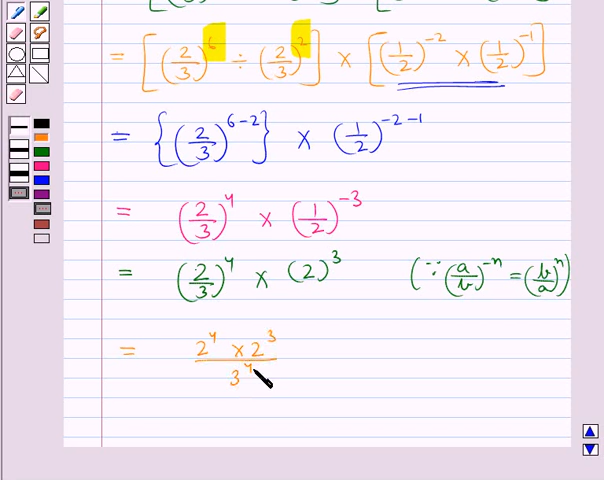 = [(2/3)^6 ÷ (2/3)^2] × [(1/2)^-2 × (1/2)^-1]
= {(2/3)^6-2} × (1/2)^-2-1
= (2/3)^4 × (1/2)^-3
= (2/3)^4 × (2)^3 (∵ (a/b)^-n = (b/a)^n)
= 2^4 × 2^3 / 3^4